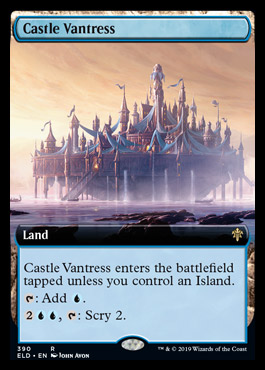 Castle Vantress
Land
Castle Vantress enters the battlefield
tapped unless you control an Island.
: Add .
2, : Scry 2.
390 R
ELD • EN JOHN AVON ™ & © 2019 Wizards of the Coast